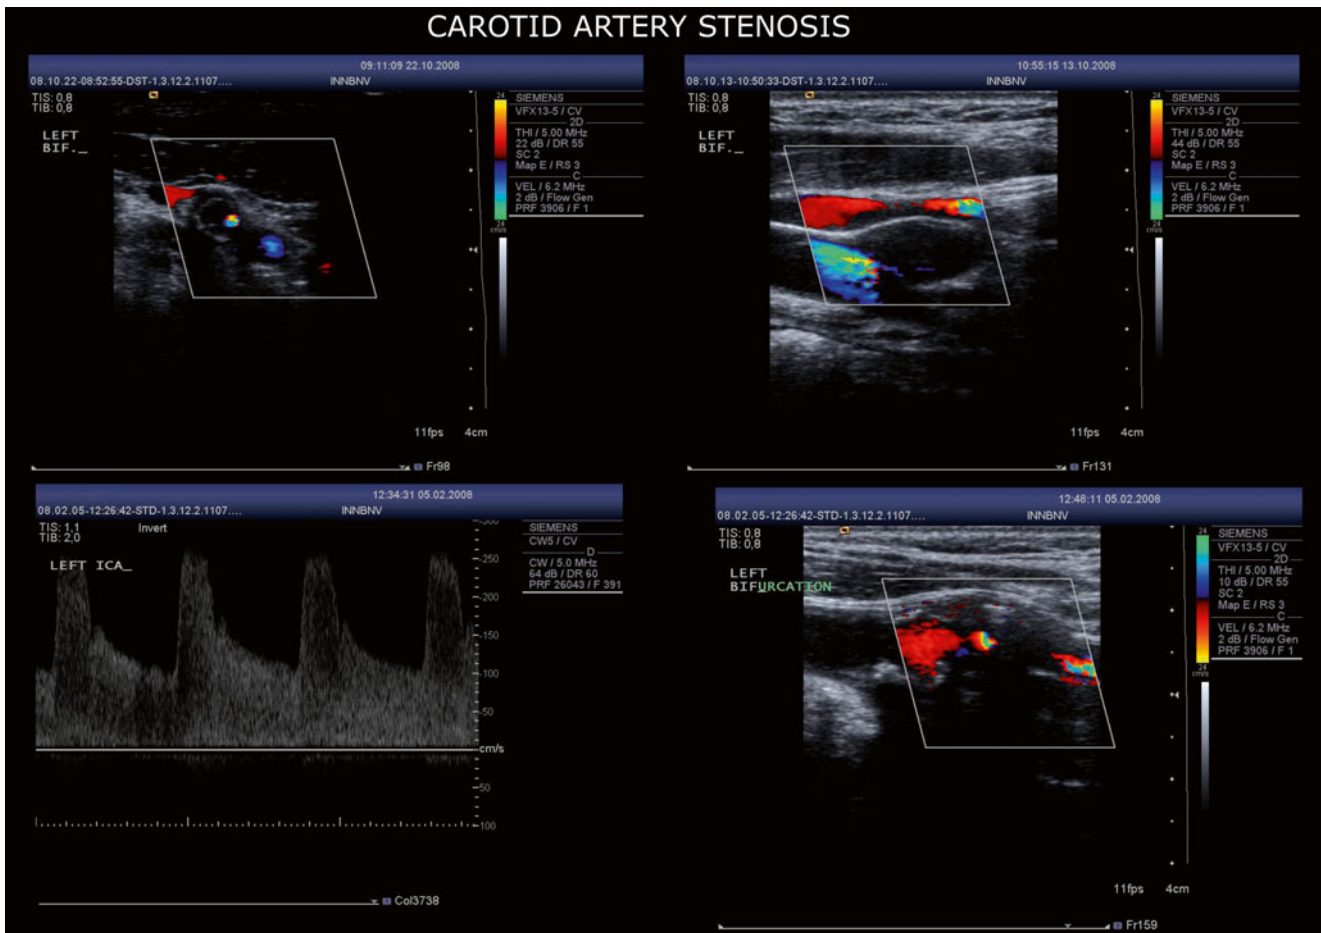 CAROTID ARTERY STENOSIS
09:11:09 22.10.2008
08.10.22-08:52:55-DST-1.3.12.2.1107....
INNBNV
TIS: 0,8
TIB: 0,8
LEFT
BIF._
24
24
cm/s
SIEMENS
VFX13-5 / CV
2D
THI / 5.00 MHz
22 dB / DR 55
SC 2
Map E / RS 3
C
VEL / 6.2 MHz
2 dB / Flow Gen
PRF 3906 / F 1
11fps 4cm
Fr98
10:55:15 13.10.2008
08.10.13-10:50:33-DST-1.3.12.2.1107....
INNBNV
TIS: 0,8
TIB: 0,8
LEFT
BIF._
24
24
cm/s
SIEMENS
VFX13-5 / CV
2D
THI / 5.00 MHz
44 dB / DR 55
SC 2
Map E / RS 3
C
VEL / 6.2 MHz
2 dB / Flow Gen
PRF 3906 / F 1
11fps 4cm
Fr131
12:34:31 05.02.2008
08.02.05-12:26:42-STD-1.3.12.2.1107....
INNBNV
TIS: 1,1
TIB: 2,0
Invert
LEFT ICA_
-300
-250
-200
-150
-100
-50
-cm/s
-50
-100
SIEMENS
CW5 / CV
D
CW / 5.0 MHz
64 dB / DR 60
PRF 26043 / F 391
Col3738
12:48:11 05.02.2008
08.02.05-12:26:42-STD-1.3.12.2.1107....
INNBNV
TIS: 0,8
TIB: 0,8
LEFT
BIFURCATION
24
24
cm/s
SIEMENS
VFX13-5 / CV
2D
THI / 5.00 MHz
10 dB / DR 55
SC 2
Map E / RS 3
C
VEL / 6.2 MHz
2 dB / Flow Gen
PRF 3906 / F 1
11fps 4cm
Fr159